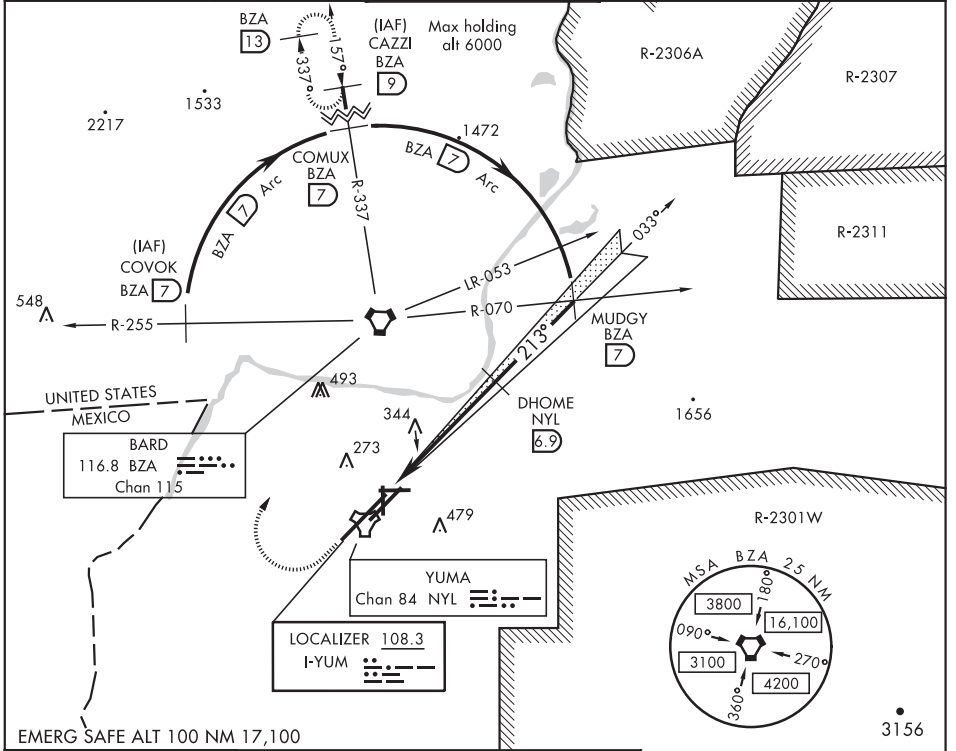 BZA
13
157°
337°
(IAF)
CAZZI
BZA
9
Max holding
alt 6000
R-2306A
R-2307
1533
2217
1472
COMUX
BZA
7
R-337
BZA 7 Arc
BZA 7 Arc
R-2311
(IAF)
COVOK
BZA 7
033°
LR-053
R-070
548
R-255
MUDGY
BZA
7
213°
493
UNITED STATES
MEXICO
DHOME
NYL
6.9
1656
344
BARD
116.8 BZA
Chan 115
273
479
R-2301W
YUMA
Chan 84 NYL
LOCALIZER 108.3
I-YUM
MSA BZA 25 NM
180°
3800
16,100
090°
270°
3100
4200
360°
3156
EMERG SAFE ALT 100 NM 17,100